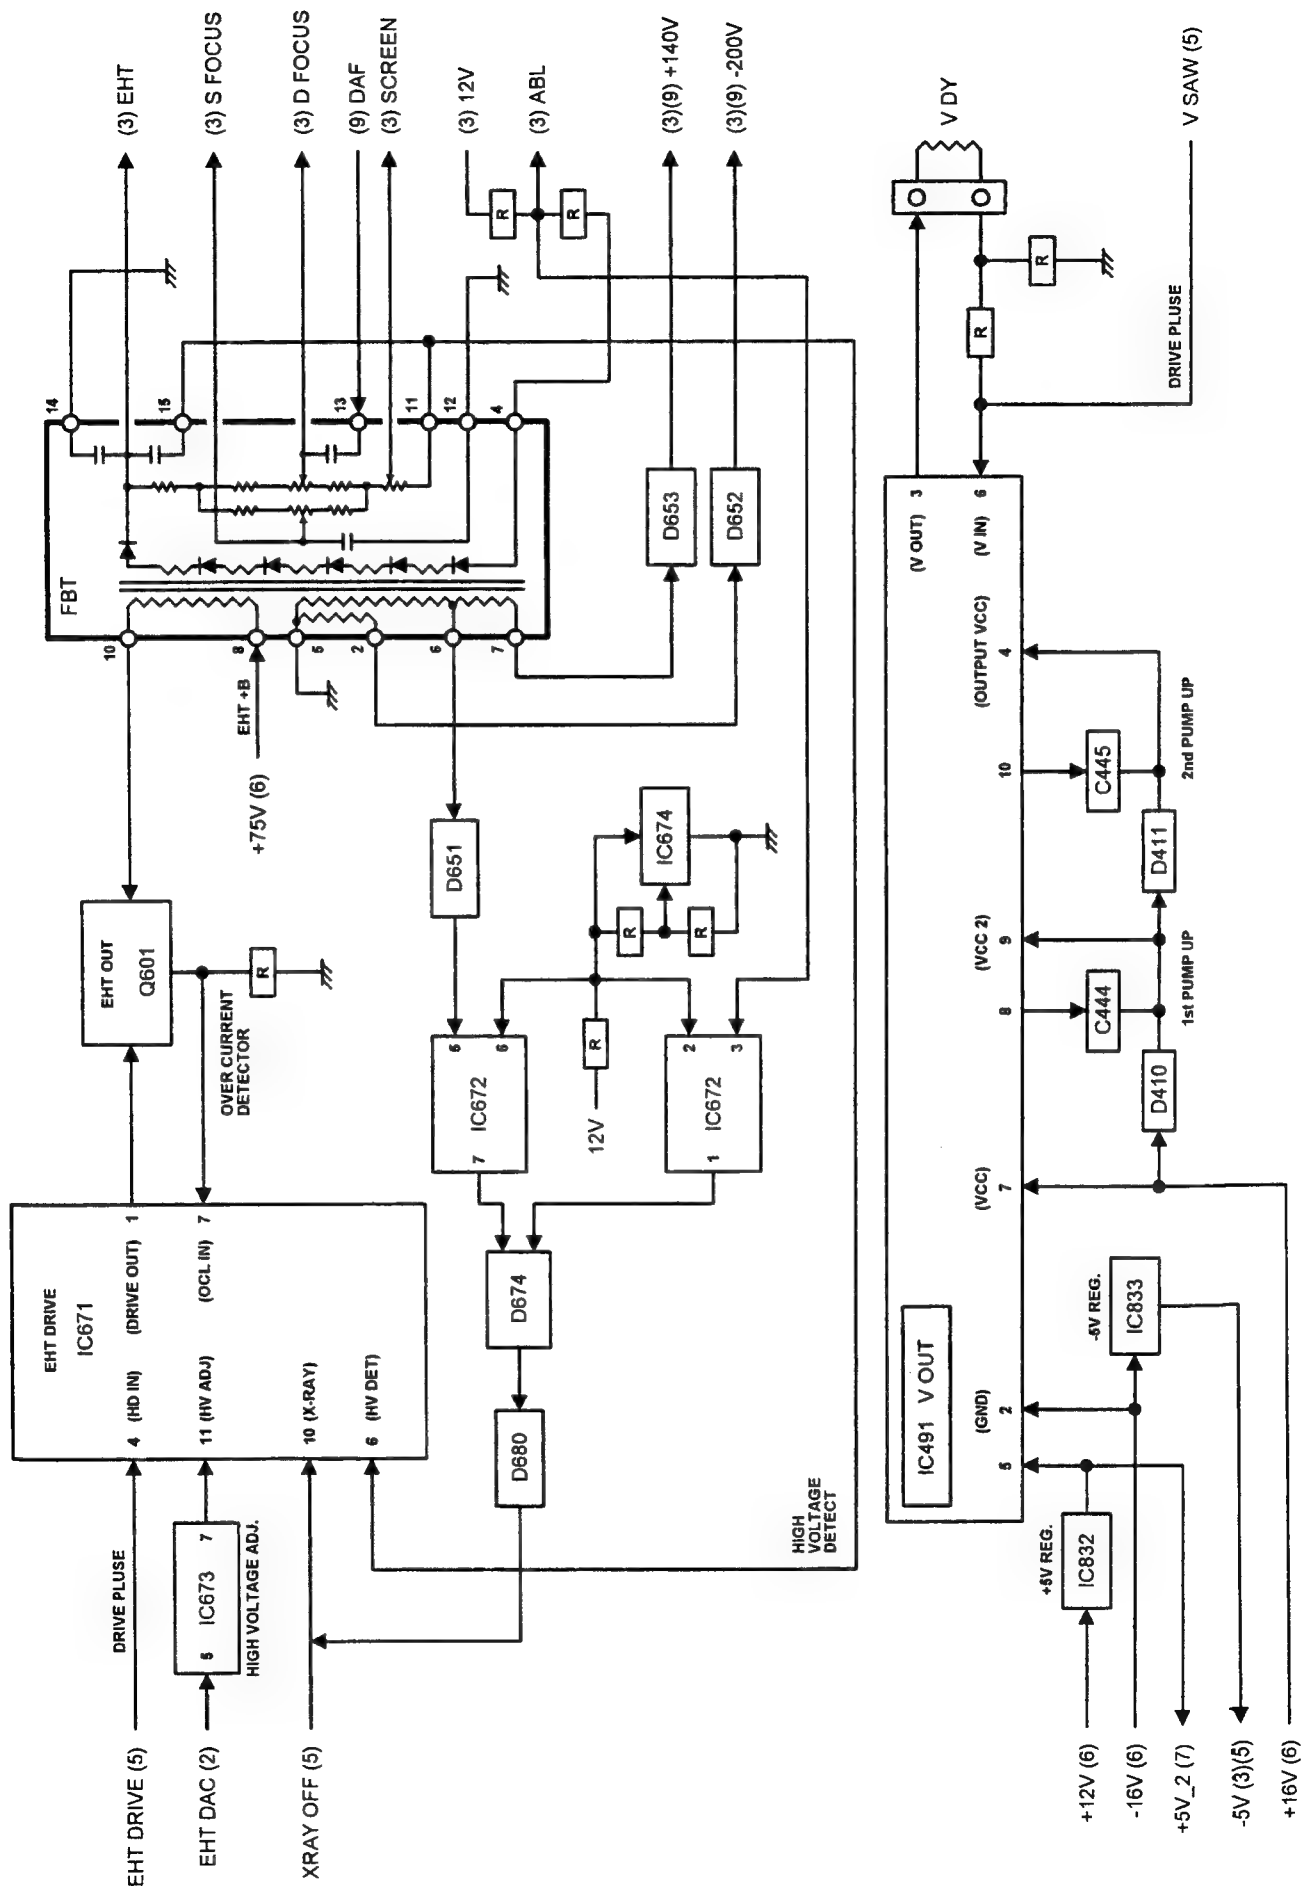 EHT DRIVE (5)
DRIVE PLUSE
EHT DAC (2)
5 IC673 7
HIGH VOLTAGE ADJ.
XRAY OFF (5)
EHT DRIVE
IC671
4 (HD IN)
(DRIVE OUT) 1
11 (HV ADJ)
(OCL IN) 7
10 (X-RAY)
6 (HV DET)
OVER CURRENT
DETECTOR
EHT OUT
Q601
R
+75V (6)
EHT +B
FBT
10
8
5
2
6
7
14
15
13
11
12
4
(3) EHT
(3) S FOCUS
(3) D FOCUS
(9) DAF
(3) SCREEN
(3) 12V
R
(3) ABL
R
(3)(9) +140V
(3)(9) -200V
D653
D652
D651
D680
D674
7 IC672 5
6
1 IC672 2
3
12V
R
R
R
IC674
HIGH
VOLTAGE
DETECT
IC491 V OUT
5
(GND)
2
(VCC)
7
8
(VCC 2)
9
10
(OUTPUT VCC)
4
(V OUT) 3
(V IN) 6
V DY
R
R
DRIVE PLUSE
V SAW (5)
+5V REG.
IC832
-5V REG.
IC833
D410
C444
1st PUMP UP
D411
C445
2nd PUMP UP
+12V (6)
-16V (6)
+5V_2 (7)
-5V (3)(5)
+16V (6)